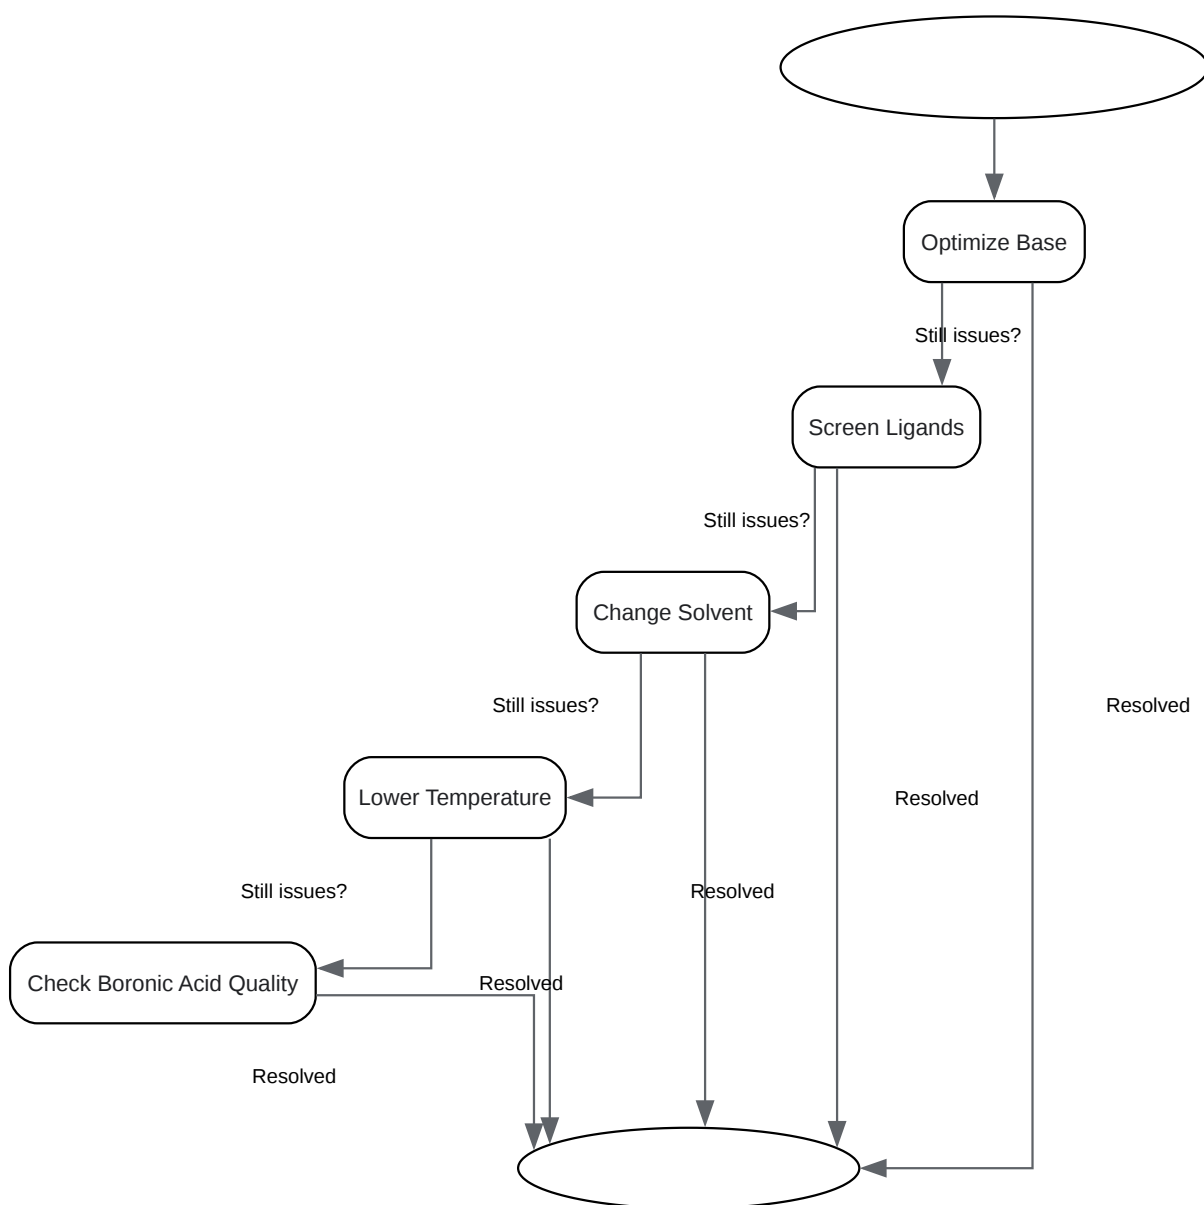 Optimize Base
Still issues?
Screen Ligands
Still issues?
Change Solvent
Still issues?
Resolved
Lower Temperature
Resolved
Still issues?
Resolved
Check Boronic Acid Quality
Resolved
Resolved